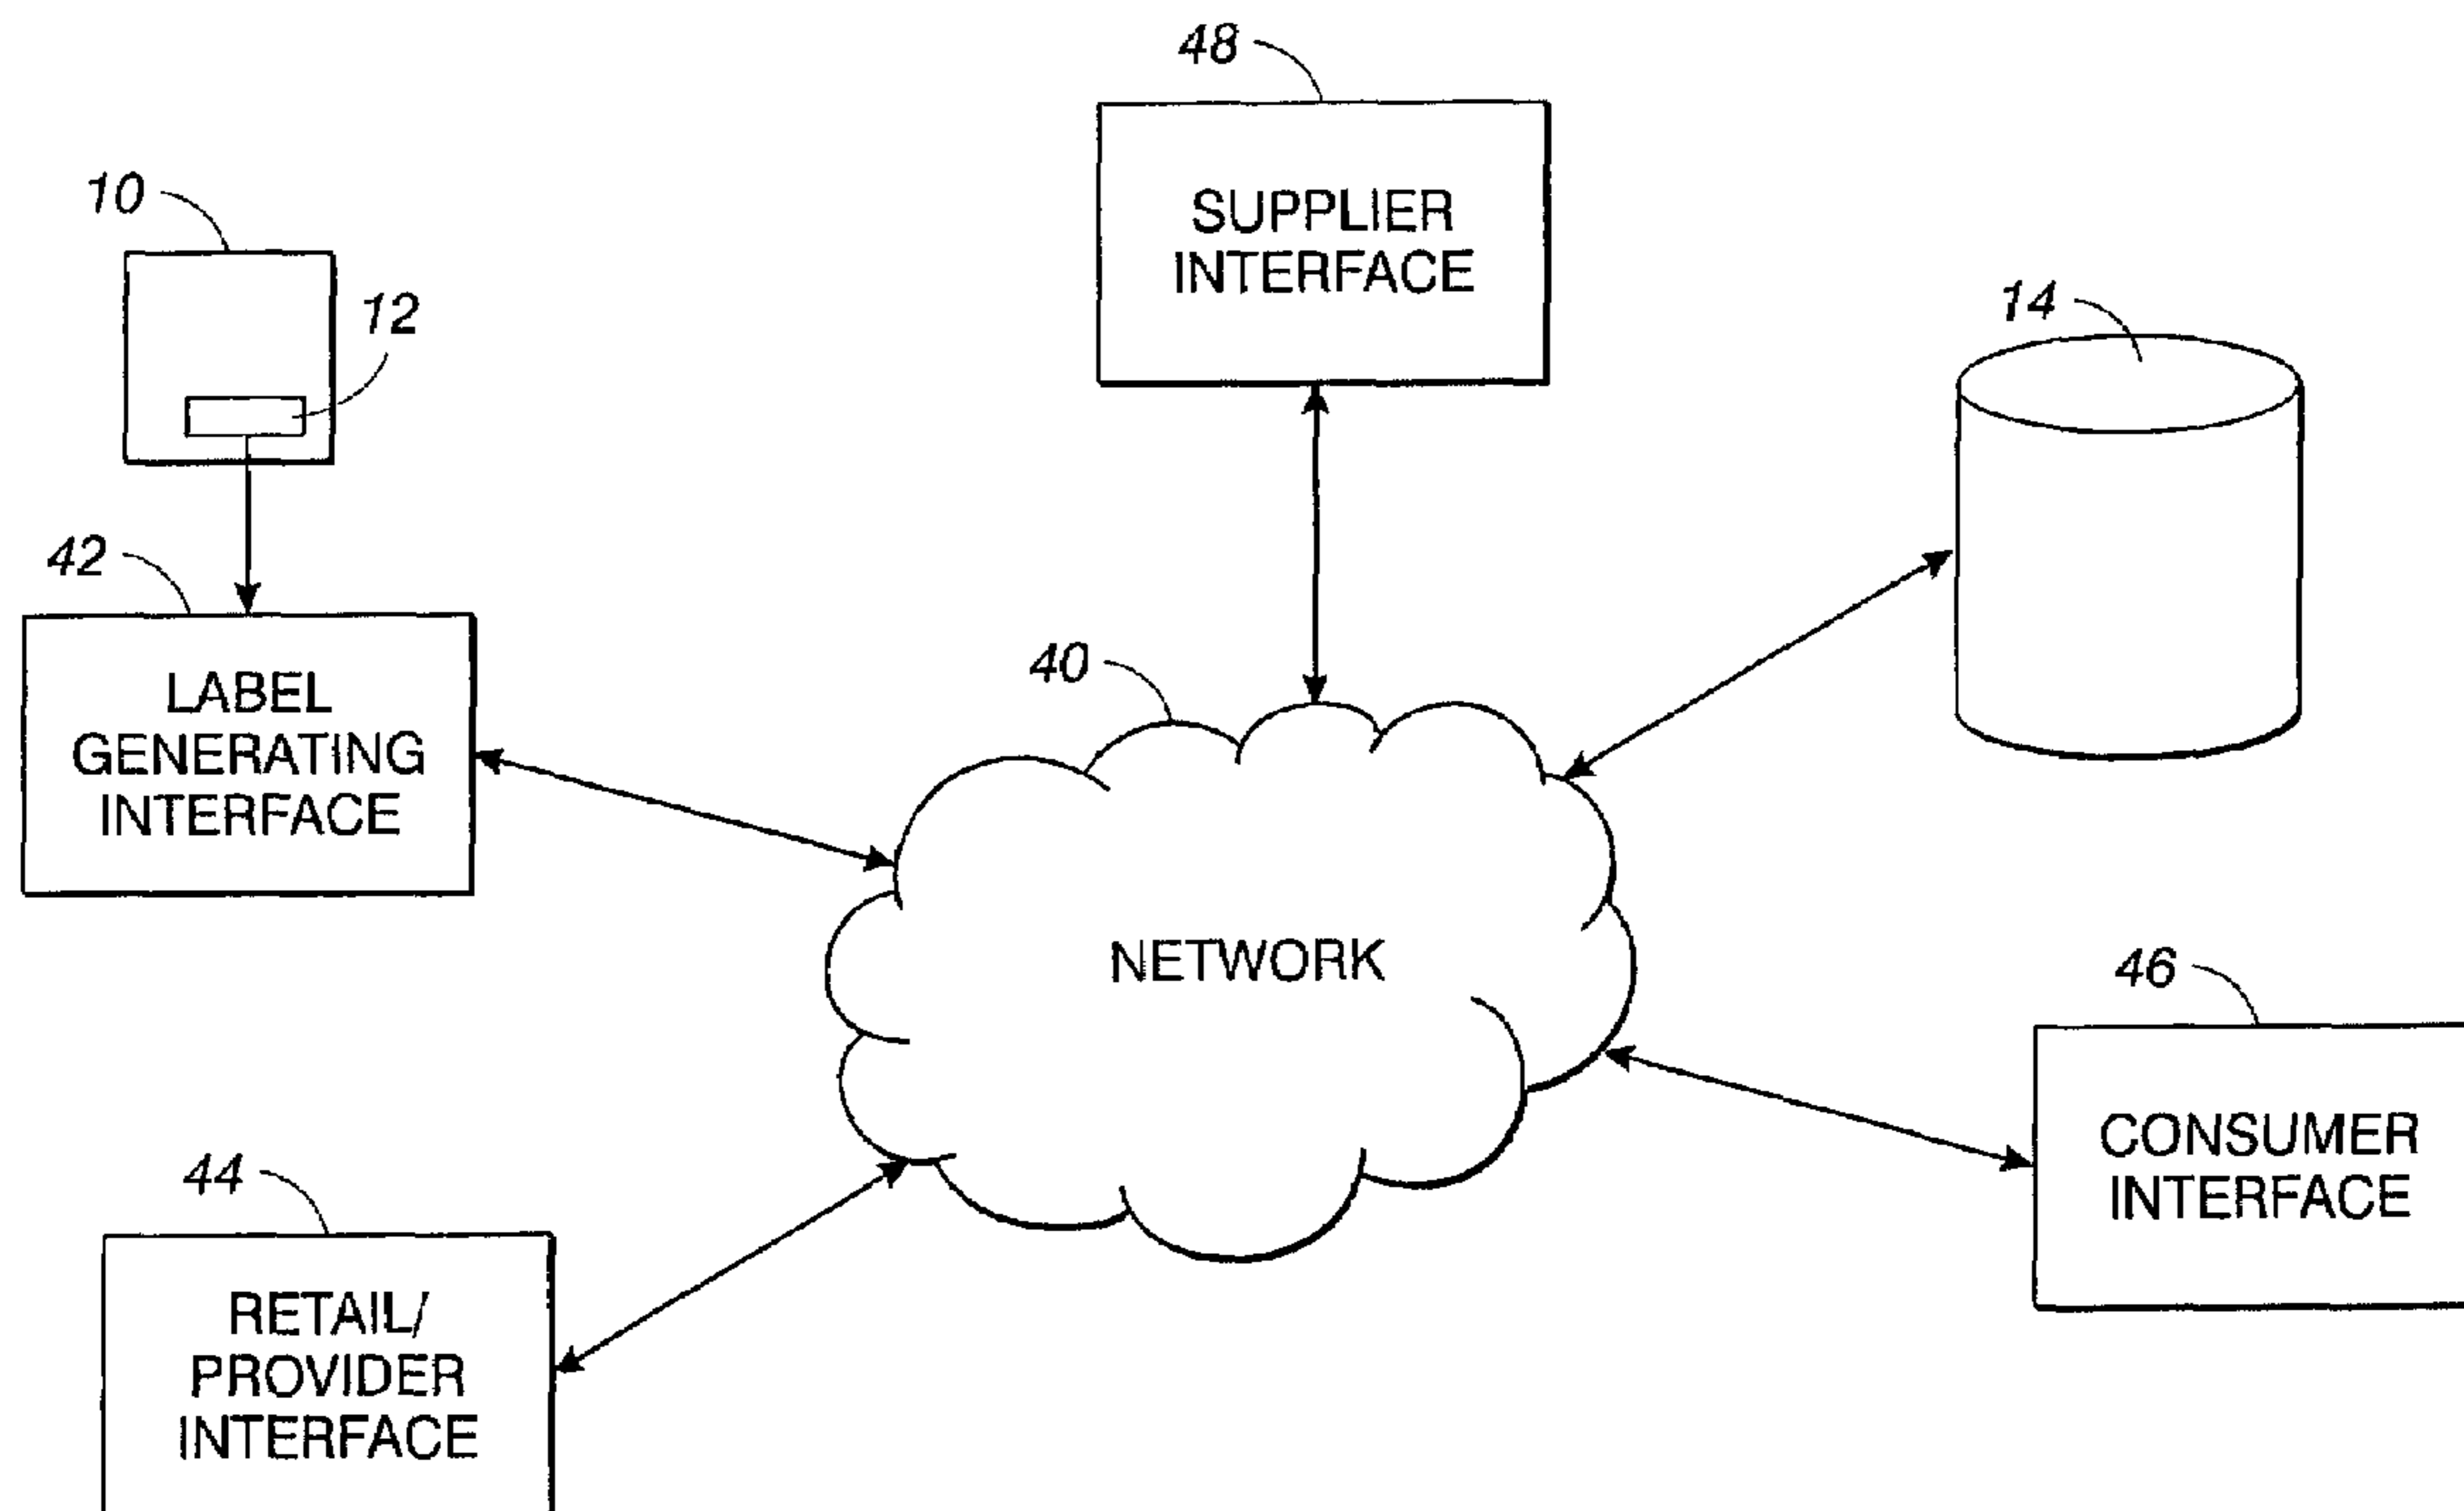 48
SUPPLIER
INTERFACE
10
12
14
42
LABEL
GENERATING
INTERFACE
40
NETWORK
46
CONSUMER
INTERFACE
44
RETAIL/
PROVIDER
INTERFACE